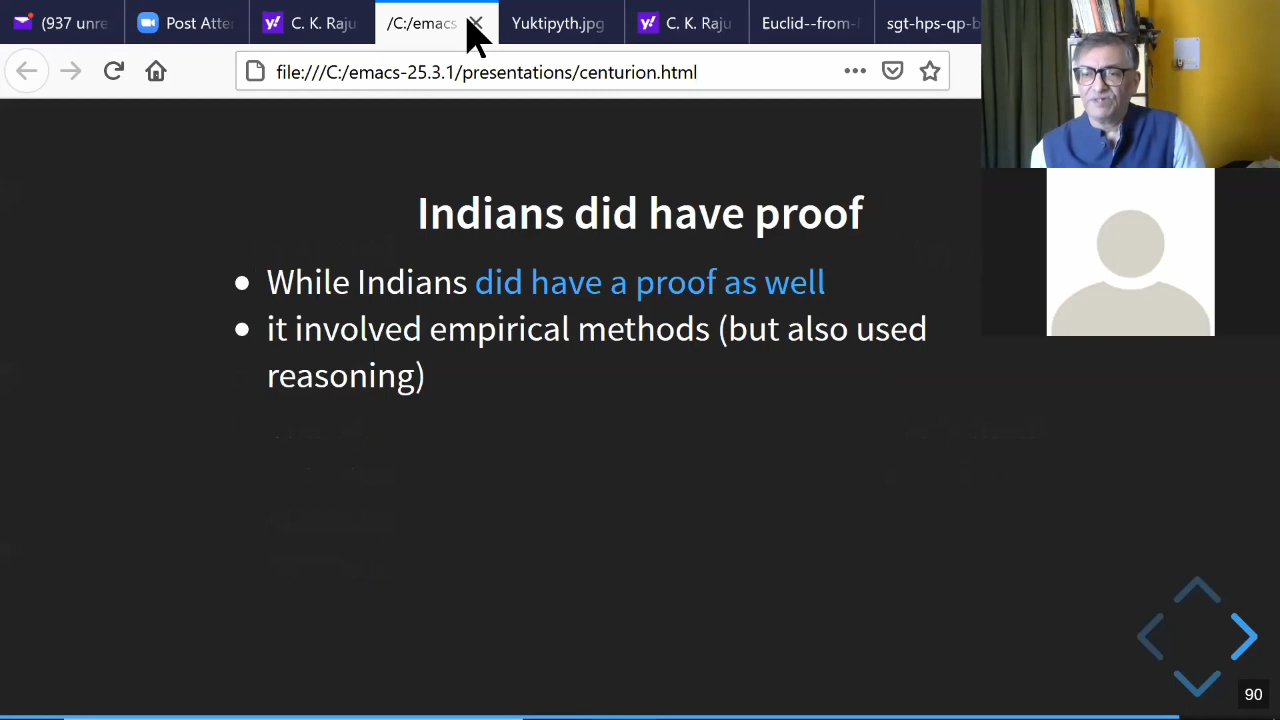 (937 unre
Post Atte
C. K. Raju
/C:/emacs
Yuktipyth.jpg
C. K. Raju
Euclid--from-
sgt-hps-qp-b
file:///C:/emacs-25.3.1/presentations/centurion.html
Indians did have proof
• While Indians did have a proof as well
• it involved empirical methods (but also used
reasoning)
90